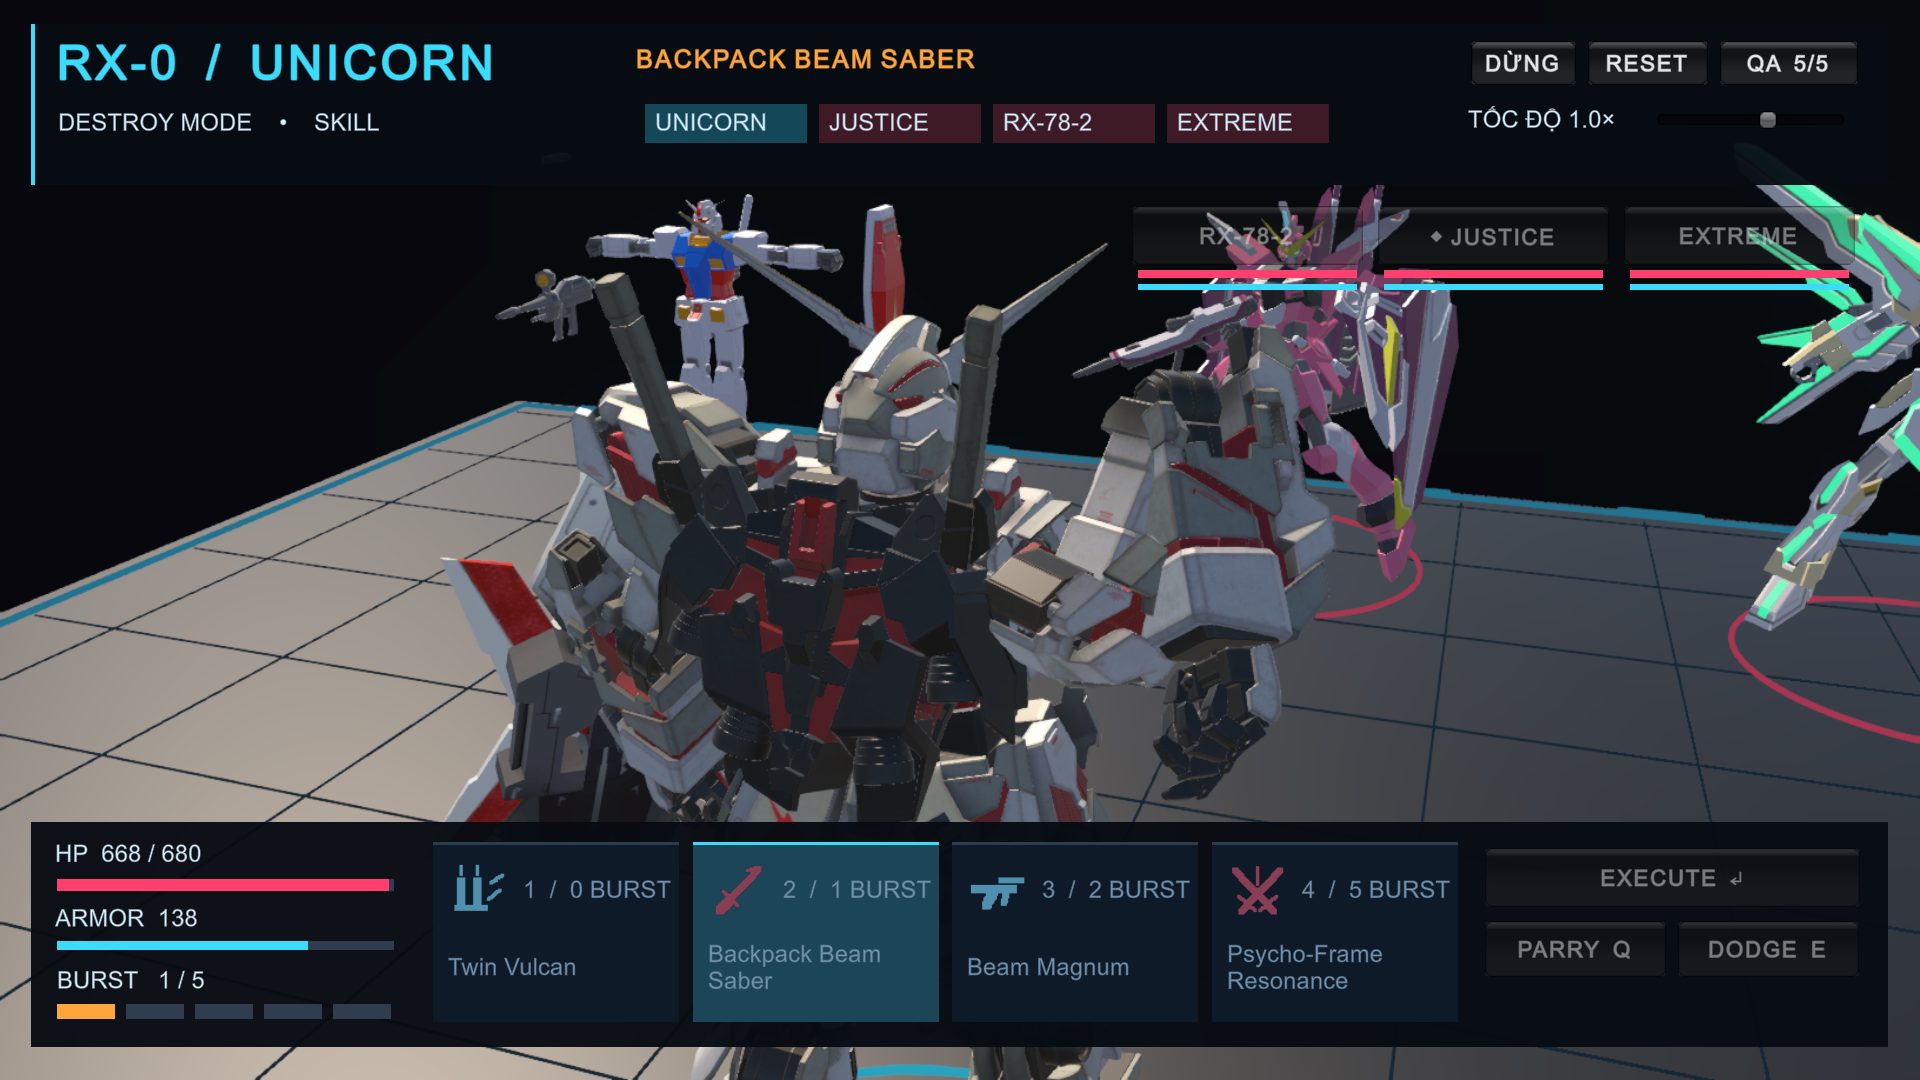 RX-0 / UNICORN
DESTROY MODE • SKILL
BACKPACK BEAM SABER
UNICORN JUSTICE RX-78-2 EXTREME
DỪNG RESET QA 5/5
TỐC ĐỘ 1.0×
RX-78-2 ◆ JUSTICE EXTREME
HP 668 / 680
ARMOR 138
BURST 1 / 5
1 / 0 BURST
Twin Vulcan
2 / 1 BURST
Backpack Beam
Saber
3 / 2 BURST
Beam Magnum
4 / 5 BURST
Psycho-Frame
Resonance
EXECUTE ↲
PARRY Q DODGE E